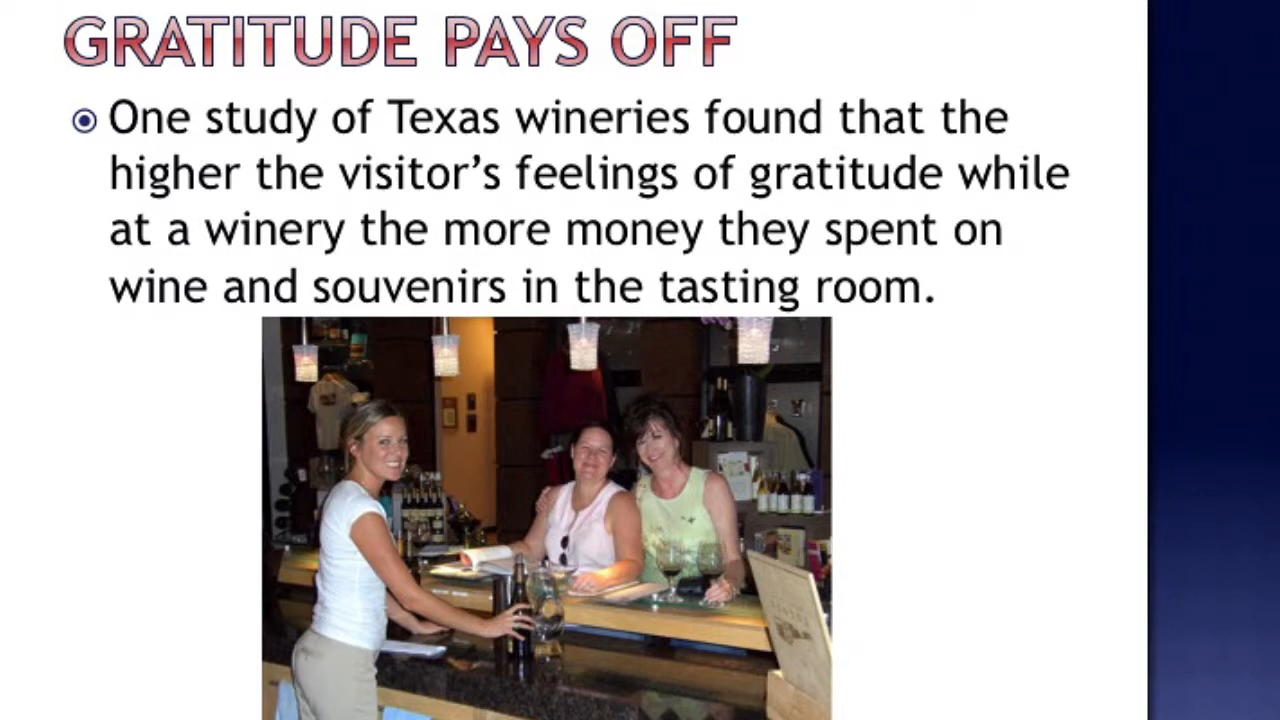 GRATITUDE PAYS OFF
One study of Texas wineries found that the
higher the visitor's feelings of gratitude while
at a winery the more money they spent on
wine and souvenirs in the tasting room.